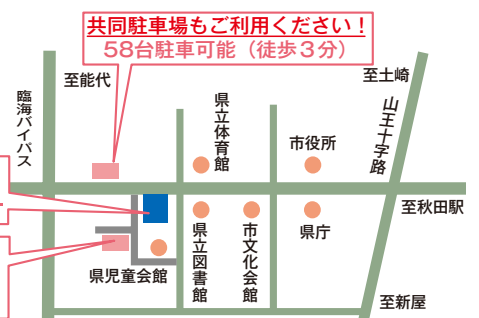 共同駐車場もご利用ください！
58台駐車可能（徒歩３分）
至能代
至土崎
臨海バイパス
県立体育館
市役所
山王十字路
至秋田駅
県立図書館
市文化会館
県庁
県児童会館
至新屋